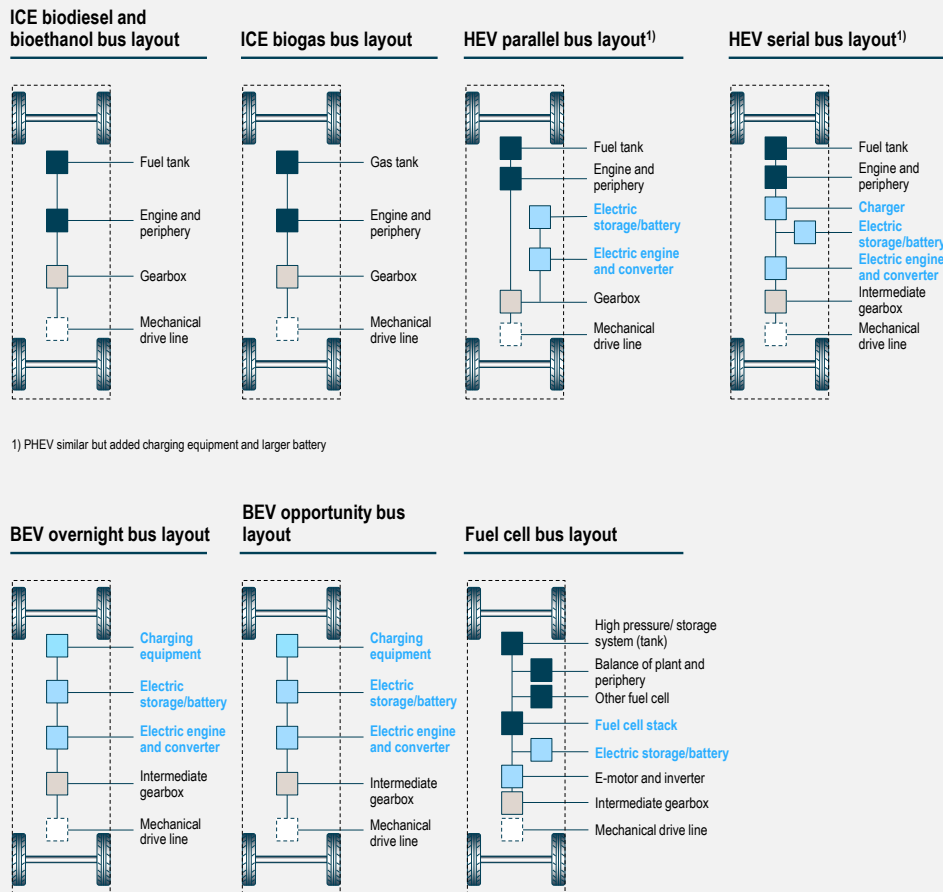 ICE biodiesel and
bioethanol bus layout
Fuel tank
Engine and
periphery
Gearbox
Mechanical
drive line
ICE biogas bus layout
Gas tank
Engine and
periphery
Gearbox
Mechanical
drive line
HEV parallel bus layout1)
Fuel tank
Engine and
periphery
Electric
storage/battery
Electric engine
and converter
Gearbox
Mechanical
drive line
HEV serial bus layout1)
Fuel tank
Engine and
periphery
Charger
Electric
storage/battery
Electric engine
and converter
Intermediate
gearbox
Mechanical
drive line
1) PHEV similar but added charging equipment and larger battery
BEV overnight bus layout
Charging
equipment
Electric
storage/battery
Electric engine
and converter
Intermediate
gearbox
Mechanical
drive line
BEV opportunity bus
layout
Charging
equipment
Electric
storage/battery
Electric engine
and converter
Intermediate
gearbox
Mechanical
drive line
Fuel cell bus layout
High pressure/ storage
system (tank)
Balance of plant and
periphery
Other fuel cell
Fuel cell stack
Electric storage/battery
E-motor and inverter
Intermediate gearbox
Mechanical drive line